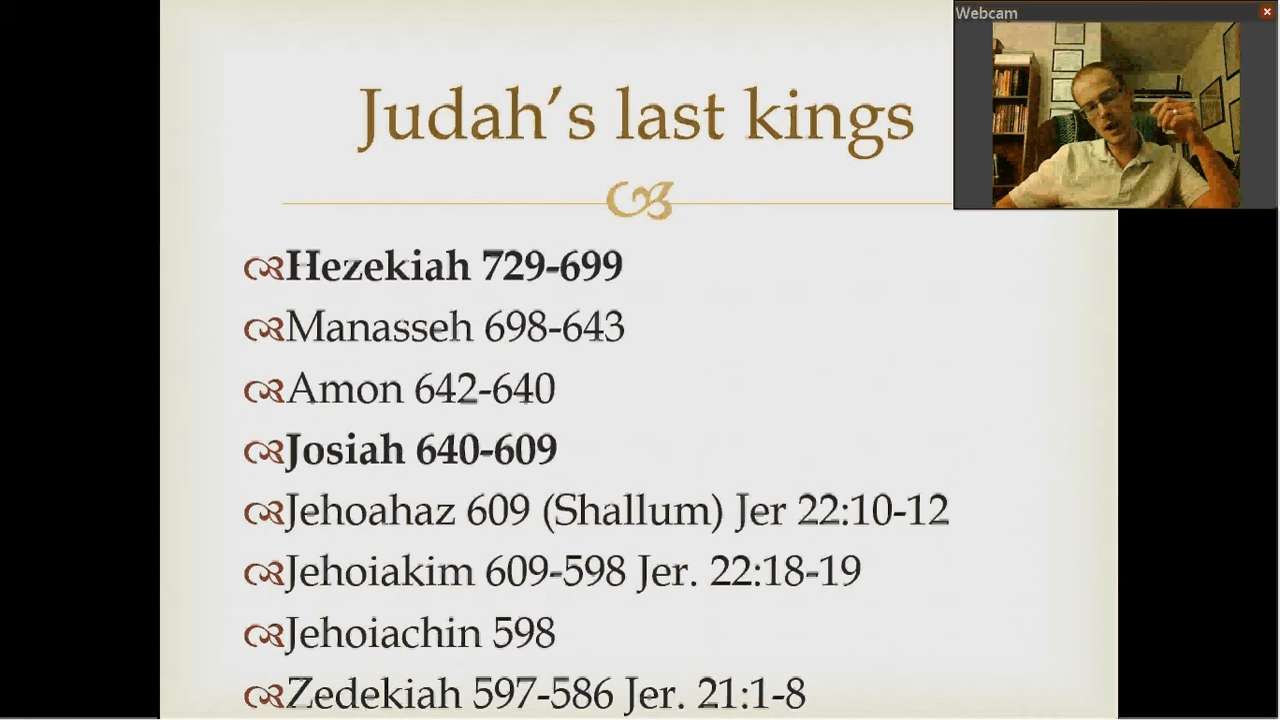 Webcam
Judah's last kings
Hezekiah 729-699
Manasseh 698-643
Amon 642-640
Josiah 640-609
Jehoahaz 609 (Shallum) Jer 22:10-12
Jehoiakim 609-598 Jer. 22:18-19
Jehoiachin 598
Zedekiah 597-586 Jer. 21:1-8